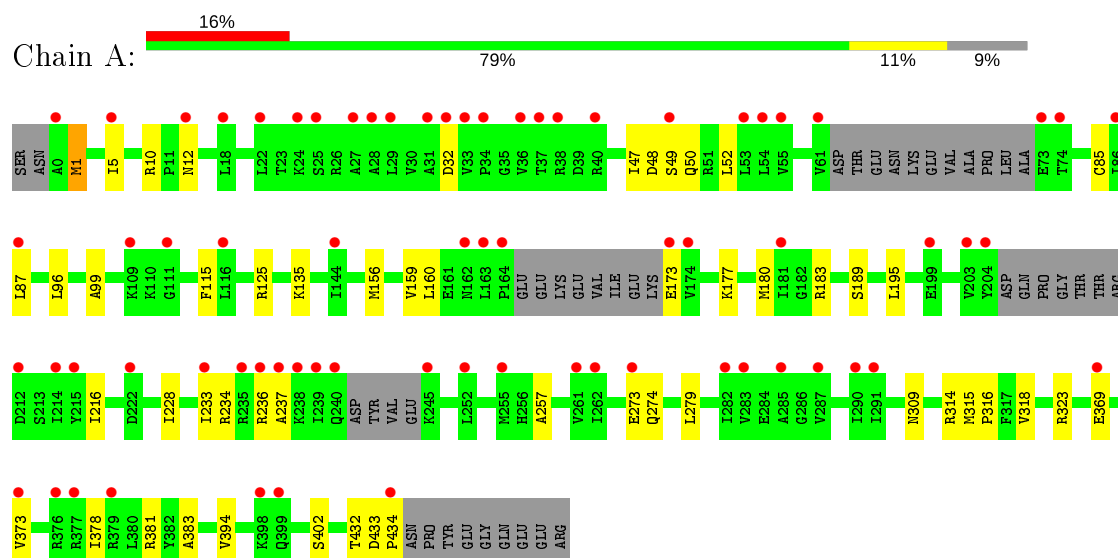 16%
Chain A:
79% 11% 9%
SER ASN A0 M1 I5 R10 P11 N12 L18 L22 T23 K24 S25 R26 A27 A28 L29 V30 A31 D32 V33 P34 G35 V36 T37 R38 D39 R40 I47 D48 S49 Q50 R51 L52 L53 L54 V55 V61 ASP THR GLU ASN LYS GLU VAL ALA PRO LEU ALA E73 T74 C85 I86
L87 L96 A99 K109 K110 G111 F115 L116 R125 K135 I144 M156 V159 L160 E161 N162 L163 P164 GLU GLU LYS GLU VAL ILE GLU LYS E173 V174 K177 M180 I181 G182 R183 S189 L195 E199 V203 Y204 ASP GLN PRO GLY THR THR ARG
D212 S213 I214 Y215 I216 D222 I228 I233 R234 R235 R236 A237 K238 I239 Q240 ASP TYR VAL GLU K245 L252 M255 H256 A257 V261 I262 E273 Q274 L279 I282 V283 E284 A285 G286 V287 I290 I291 N309 R314 M315 P316 F317 V318 R323 E369
V373 R376 R377 I378 R379 L380 R381 Y382 A383 V394 K398 Q399 S402 T432 D433 P434 ASN PRO TYR GLU GLY GLN GLU GLU ARG